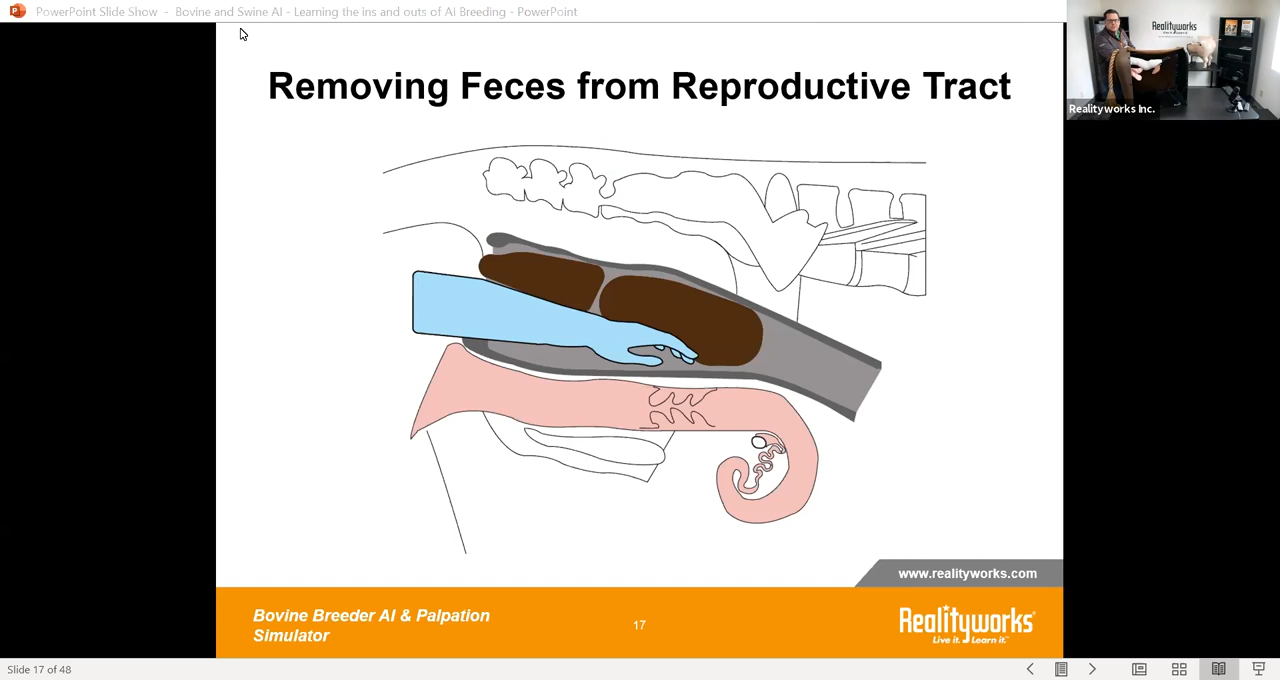 PowerPoint Slide Show - Bovine and Swine AI - Learning the ins and outs of AI Breeding - PowerPoint
Realityworks
Realityworks Inc.
Removing Feces from Reproductive Tract
www.realityworks.com
Bovine Breeder AI & Palpation
Simulator
17
Realityworks®
Live it. Learn it.™
Slide 17 of 48